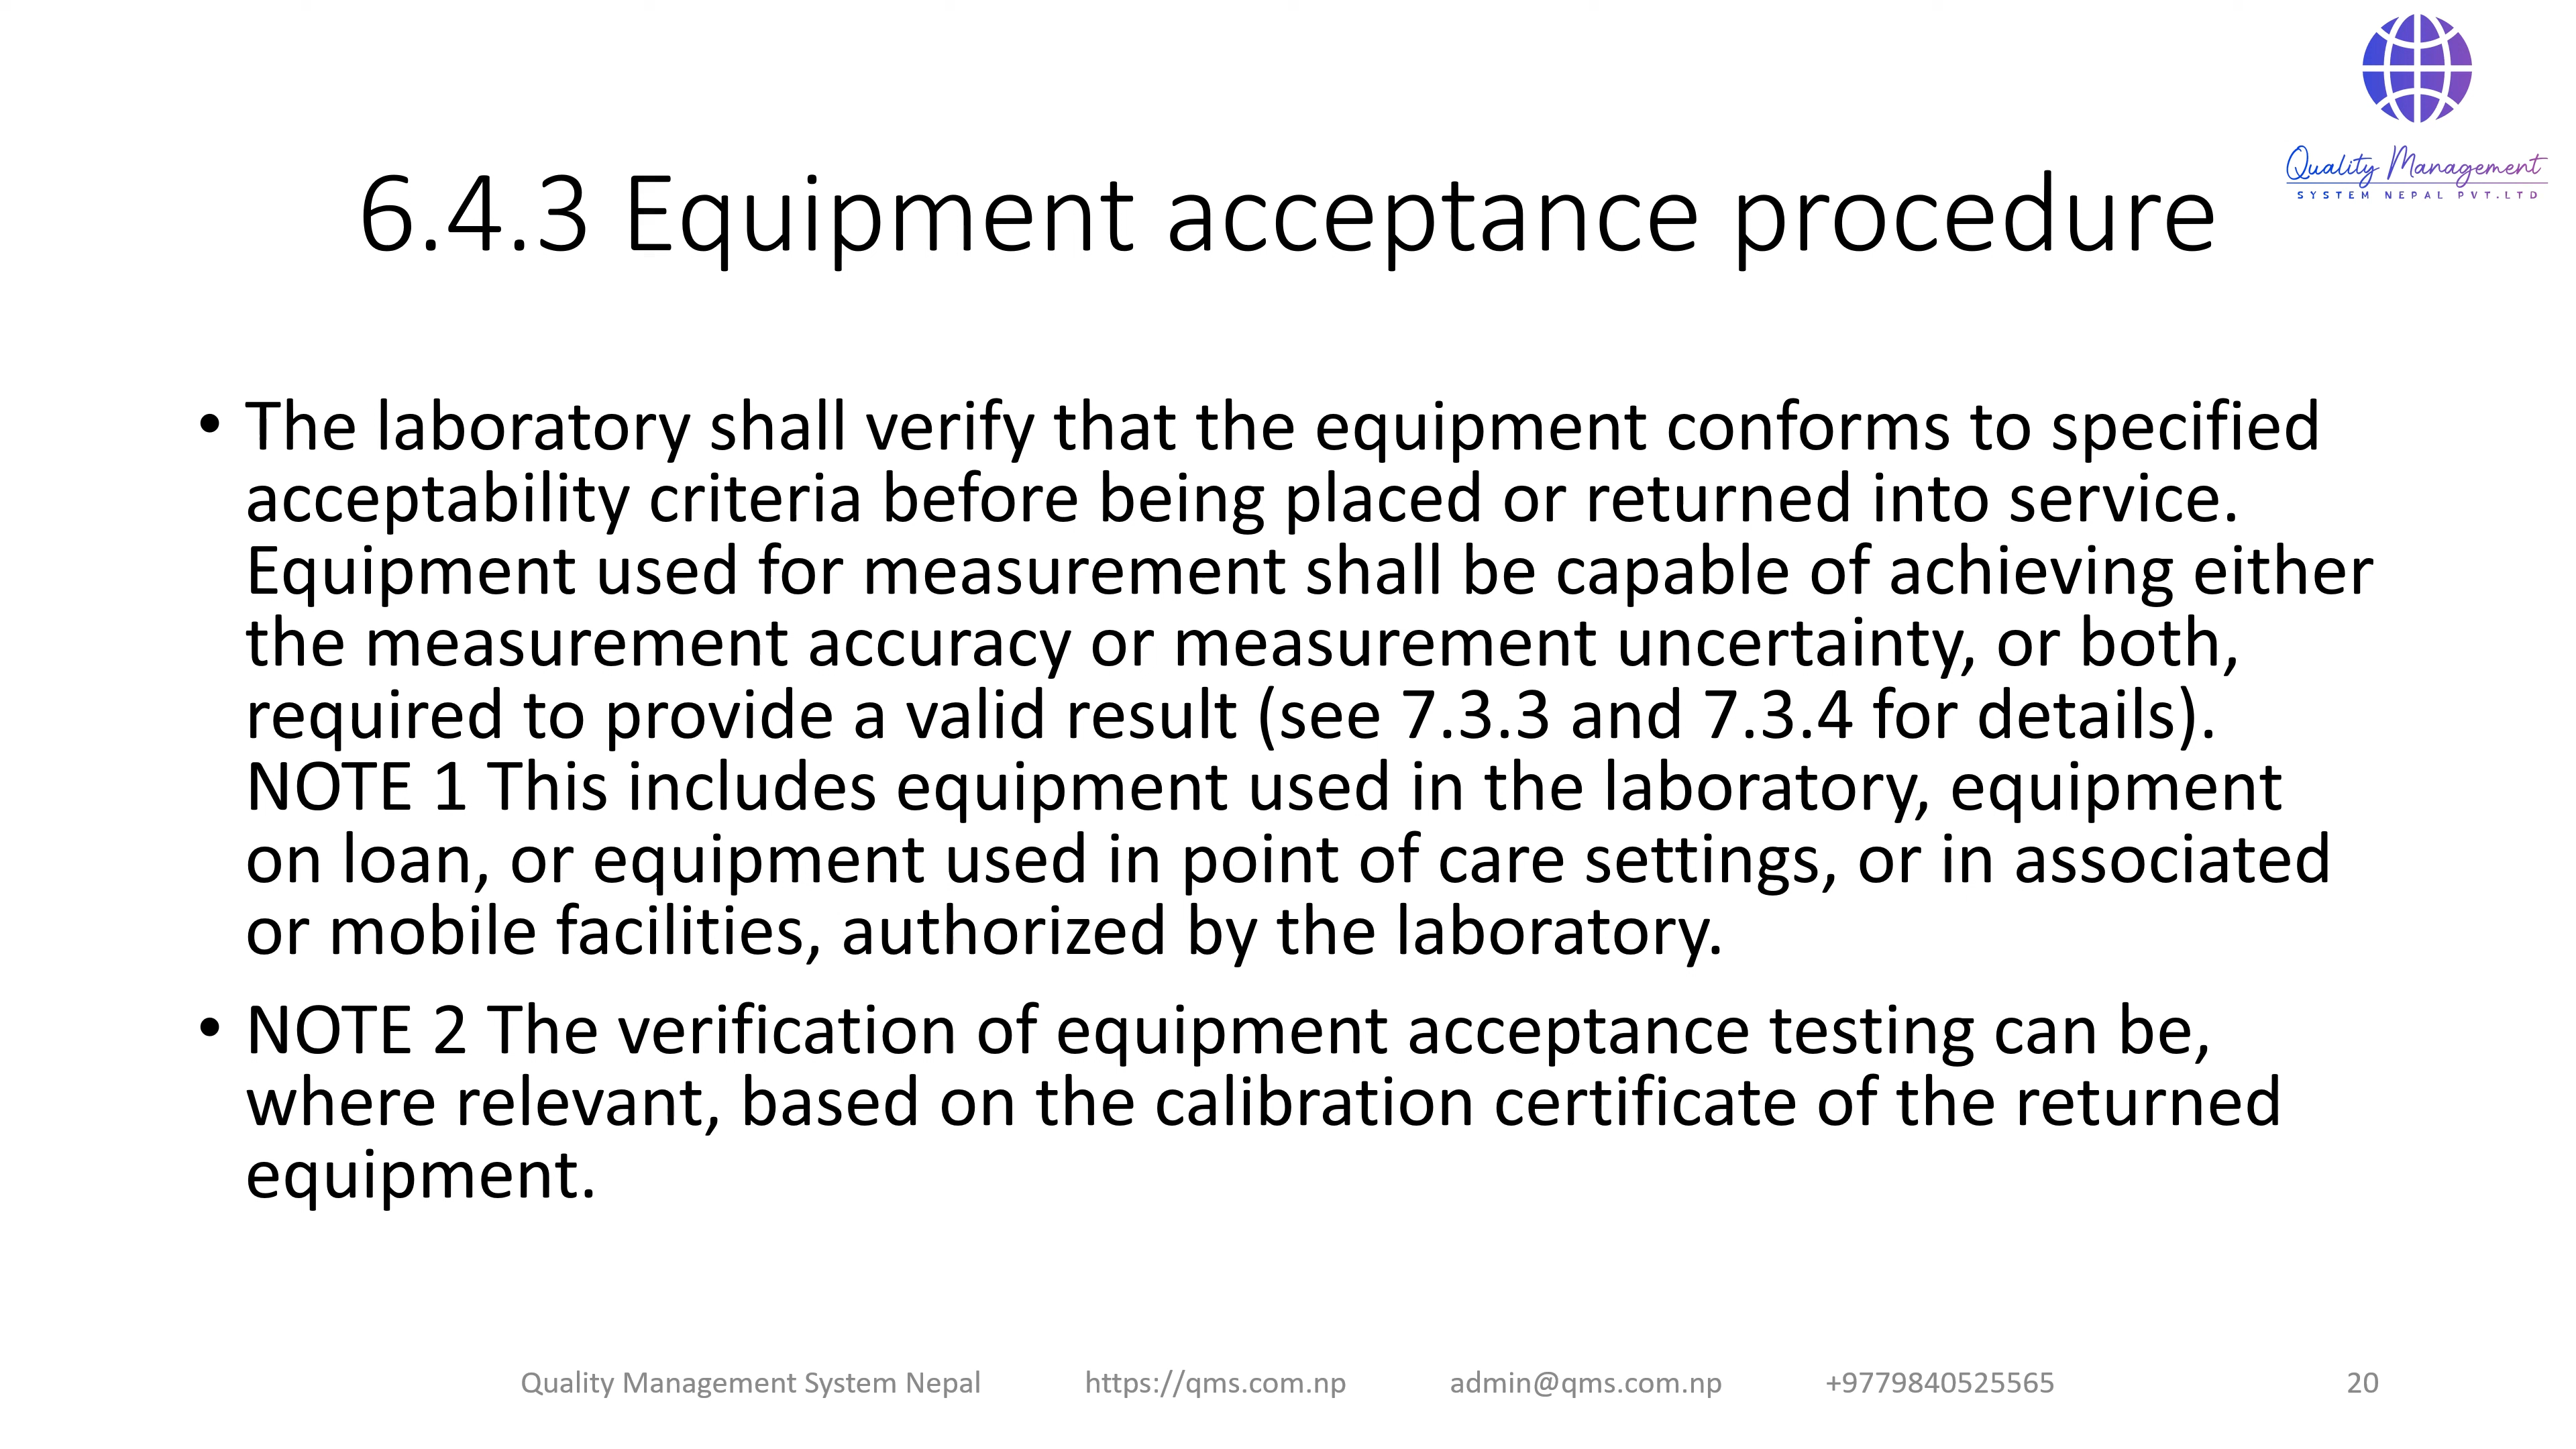 Quality Management
SYSTEM NEPAL PVT.LTD
6.4.3 Equipment acceptance procedure
• The laboratory shall verify that the equipment conforms to specified
acceptability criteria before being placed or returned into service.
Equipment used for measurement shall be capable of achieving either
the measurement accuracy or measurement uncertainty, or both,
required to provide a valid result (see 7.3.3 and 7.3.4 for details).
NOTE 1 This includes equipment used in the laboratory, equipment
on loan, or equipment used in point of care settings, or in associated
or mobile facilities, authorized by the laboratory.
• NOTE 2 The verification of equipment acceptance testing can be,
where relevant, based on the calibration certificate of the returned
equipment.
Quality Management System Nepal https://qms.com.np admin@qms.com.np +9779840525565 20